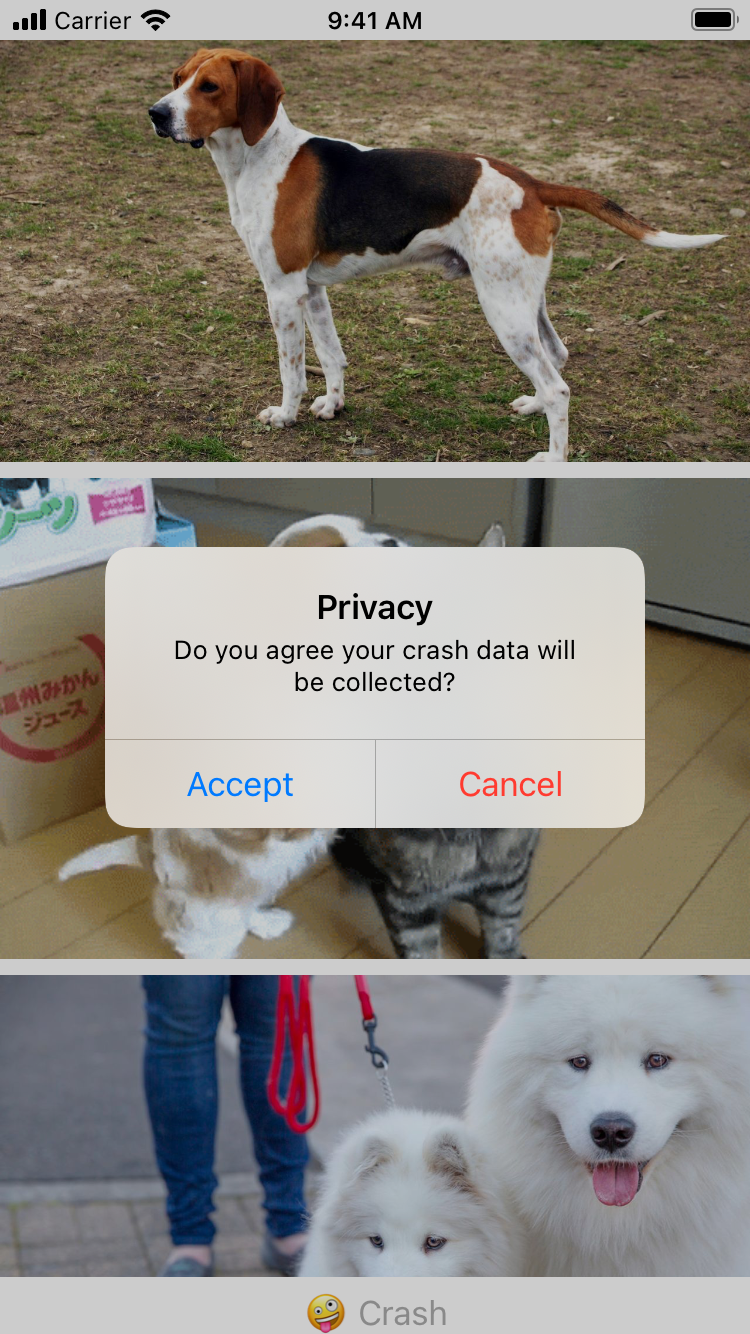 Carrier
9:41 AM
温州みかん
ジュース
Privacy
Do you agree your crash data will
be collected?
Accept
Cancel
🤪 Crash